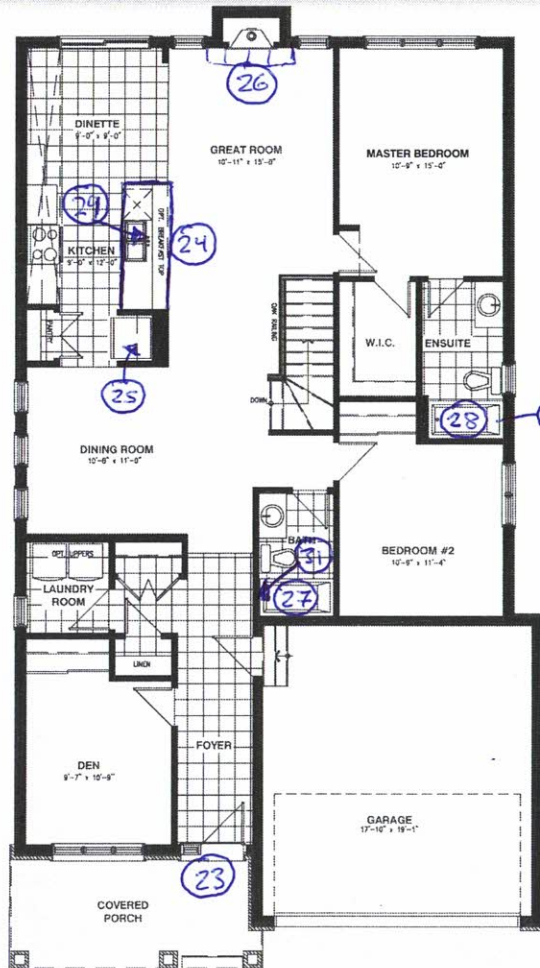 26
DINETTE
9'-0" x 9'-0"
GREAT ROOM
10'-11" x 15'-8"
MASTER BEDROOM
10'-9" x 15'-0"
29
OPT. BREAKFAST TOP
24
KITCHEN
9'-0" x 12'-0"
OAK RAILING
PANTRY
W.I.C.
ENSUITE
25
DOWN
28
DINING ROOM
10'-6" x 11'-0"
BATH
OPT. UPPERS
LAUNDRY
ROOM
31
27
BEDROOM #2
10'-9" x 11'-4"
LINEN
FOYER
DEN
9'-7" x 10'-9"
GARAGE
17'-10" x 19'-1"
23
COVERED
PORCH